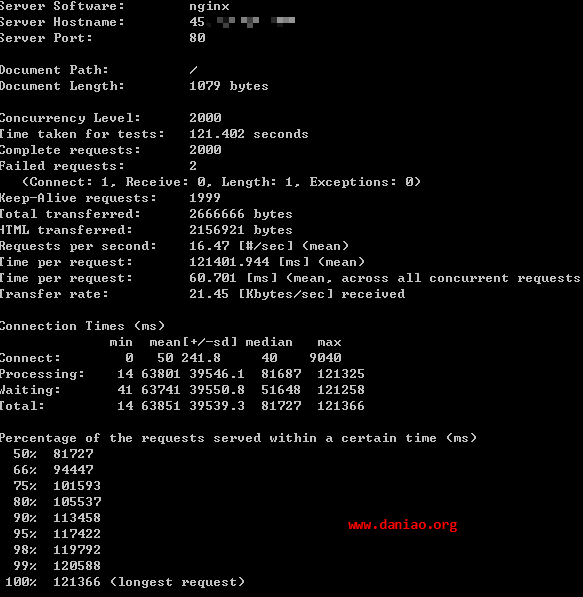 Server Software:        nginx
Server Hostname:        45.
Server Port:            80
Document Path:          /
Document Length:        1079 bytes
Concurrency Level:      2000
Time taken for tests:   121.402 seconds
Complete requests:      2000
Failed requests:        2
   (Connect: 1, Receive: 0, Length: 1, Exceptions: 0)
Keep-Alive requests:    1999
Total transferred:      2666666 bytes
HTML transferred:       2156921 bytes
Requests per second:    16.47 [#/sec] (mean)
Time per request:       121401.944 [ms] (mean)
Time per request:       60.701 [ms] (mean, across all concurrent requests
Transfer rate:          21.45 [Kbytes/sec] received
Connection Times (ms)
              min  mean[+/-sd] median   max
Connect:        0   50 241.8     40    9040
Processing:    14 63801 39546.1  81687  121325
Waiting:       41 63741 39550.8  51648  121258
Total:         14 63851 39539.3  81727  121366
Percentage of the requests served within a certain time (ms)
  50%  81727
  66%  94447
  75%  101593
  80%  105537
  90%  113458
  95%  117422
  98%  119792
  99%  120588
 100%  121366 (longest request)
www.daniao.org